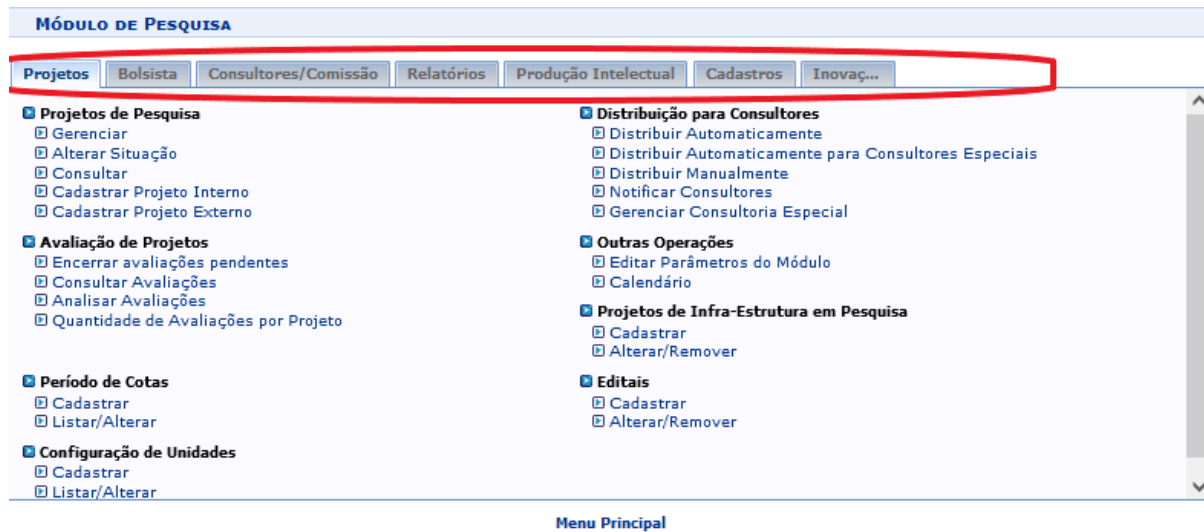 MÓDULO DE PESQUISA
Projetos
Bolsista
Consultores/Comissão
Relatórios
Produção Intelectual
Cadastros
Inovaç...
Projetos de Pesquisa
Gerenciar
Alterar Situação
Consultar
Cadastrar Projeto Interno
Cadastrar Projeto Externo
Avaliação de Projetos
Encerrar avaliações pendentes
Consultar Avaliações
Analisar Avaliações
Quantidade de Avaliações por Projeto
Período de Cotas
Cadastrar
Listar/Alterar
Configuração de Unidades
Cadastrar
Listar/Alterar
Distribuição para Consultores
Distribuir Automaticamente
Distribuir Automaticamente para Consultores Especiais
Distribuir Manualmente
Notificar Consultores
Gerenciar Consultoria Especial
Outras Operações
Editar Parâmetros do Módulo
Calendário
Projetos de Infra-Estrutura em Pesquisa
Cadastrar
Alterar/Remover
Editais
Cadastrar
Alterar/Remover
Menu Principal